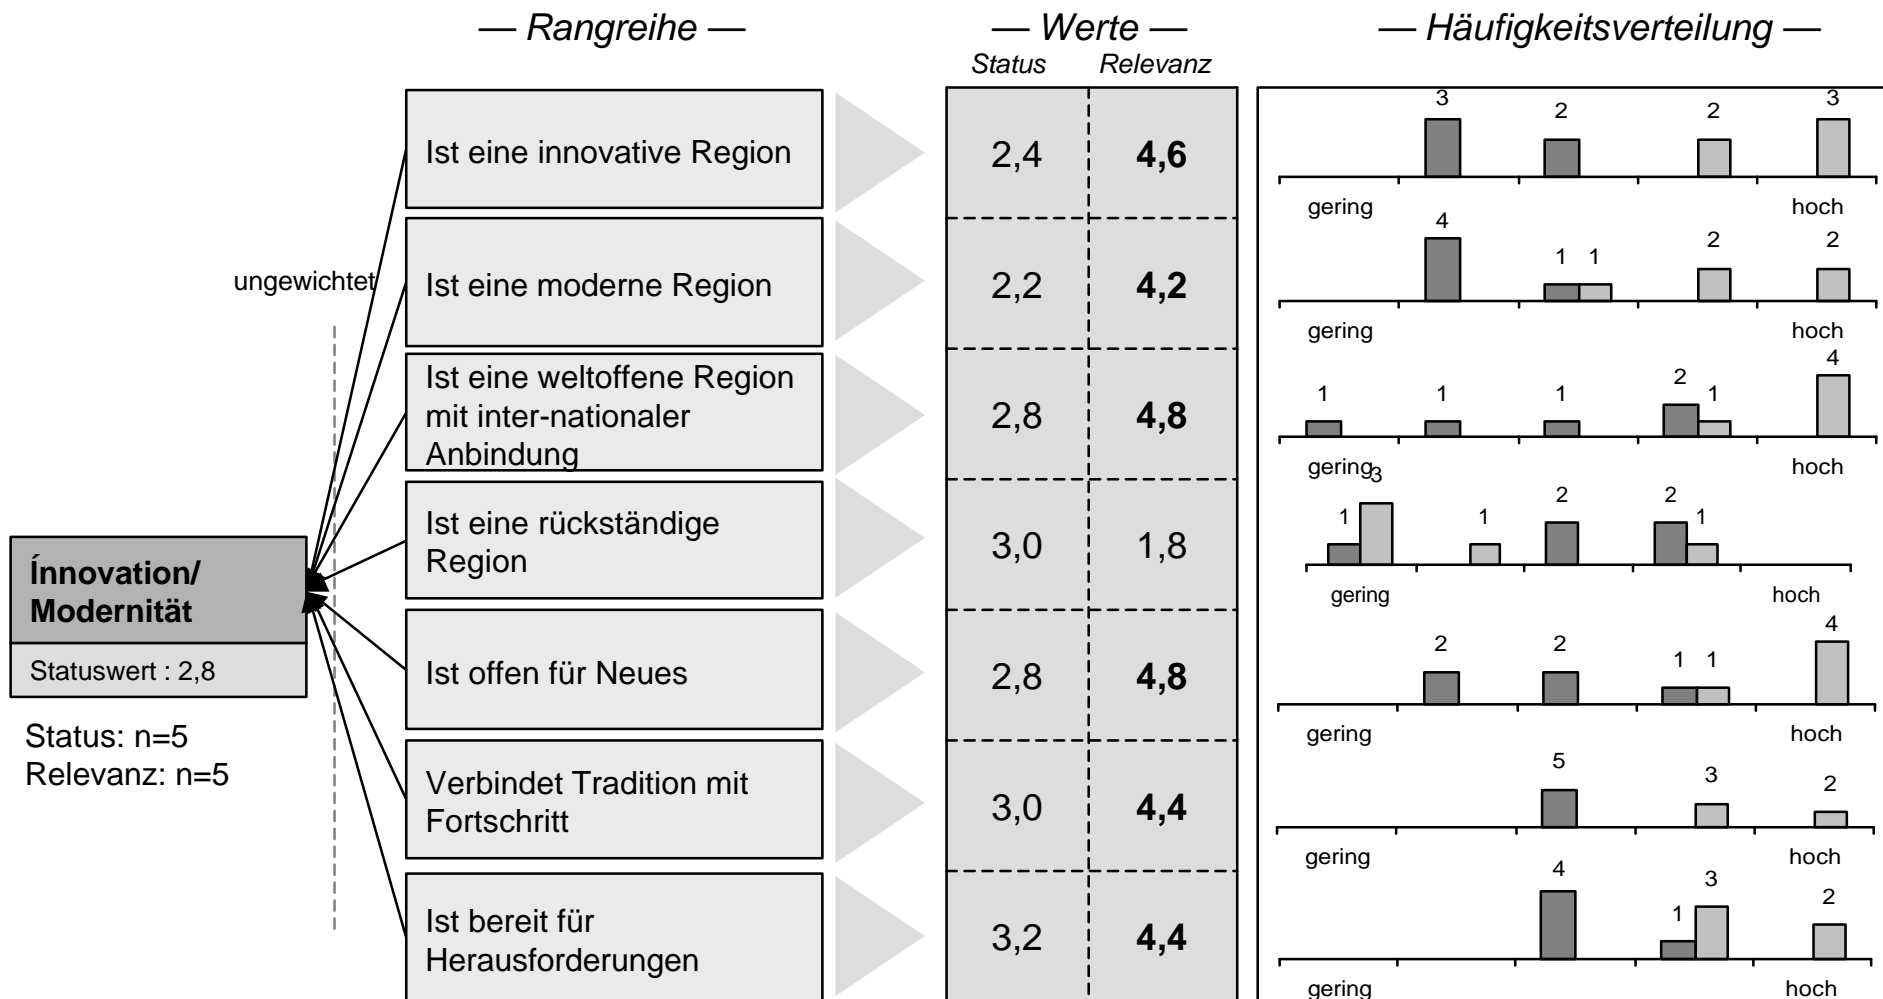 — Rangreihe —
— Werte —
— Häufigkeitsverteilung —
Status
Relevanz
Ist eine innovative Region
2,4
4,6
3
2
2
3
gering
hoch
ungewichtet
Ist eine moderne Region
2,2
4,2
4
1
1
2
2
gering
hoch
Ist eine weltoffene Region
mit inter-nationaler
Anbindung
2,8
4,8
1
1
1
2
1
4
gering
hoch
Ist eine rückständige
Region
3,0
1,8
1
3
1
2
2
1
gering
hoch
Ínnovation/
Modernität
Statuswert : 2,8
Status: n=5
Relevanz: n=5
Ist offen für Neues
2,8
4,8
2
2
1
1
4
gering
hoch
Verbindet Tradition mit
Fortschritt
3,0
4,4
5
3
2
gering
hoch
Ist bereit für
Herausforderungen
3,2
4,4
4
1
3
2
gering
hoch